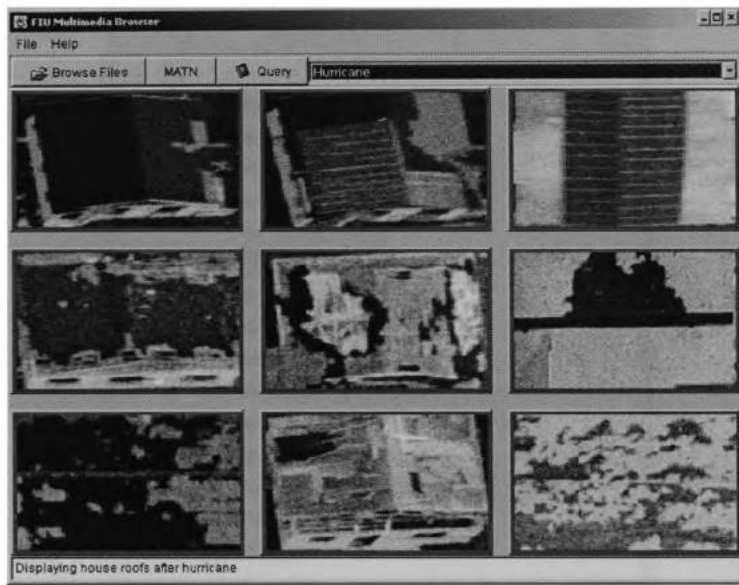 FIU Multimedia Browser
File Help
Browse Files MATN Query Hurricane
Displaying house roofs after hurricane